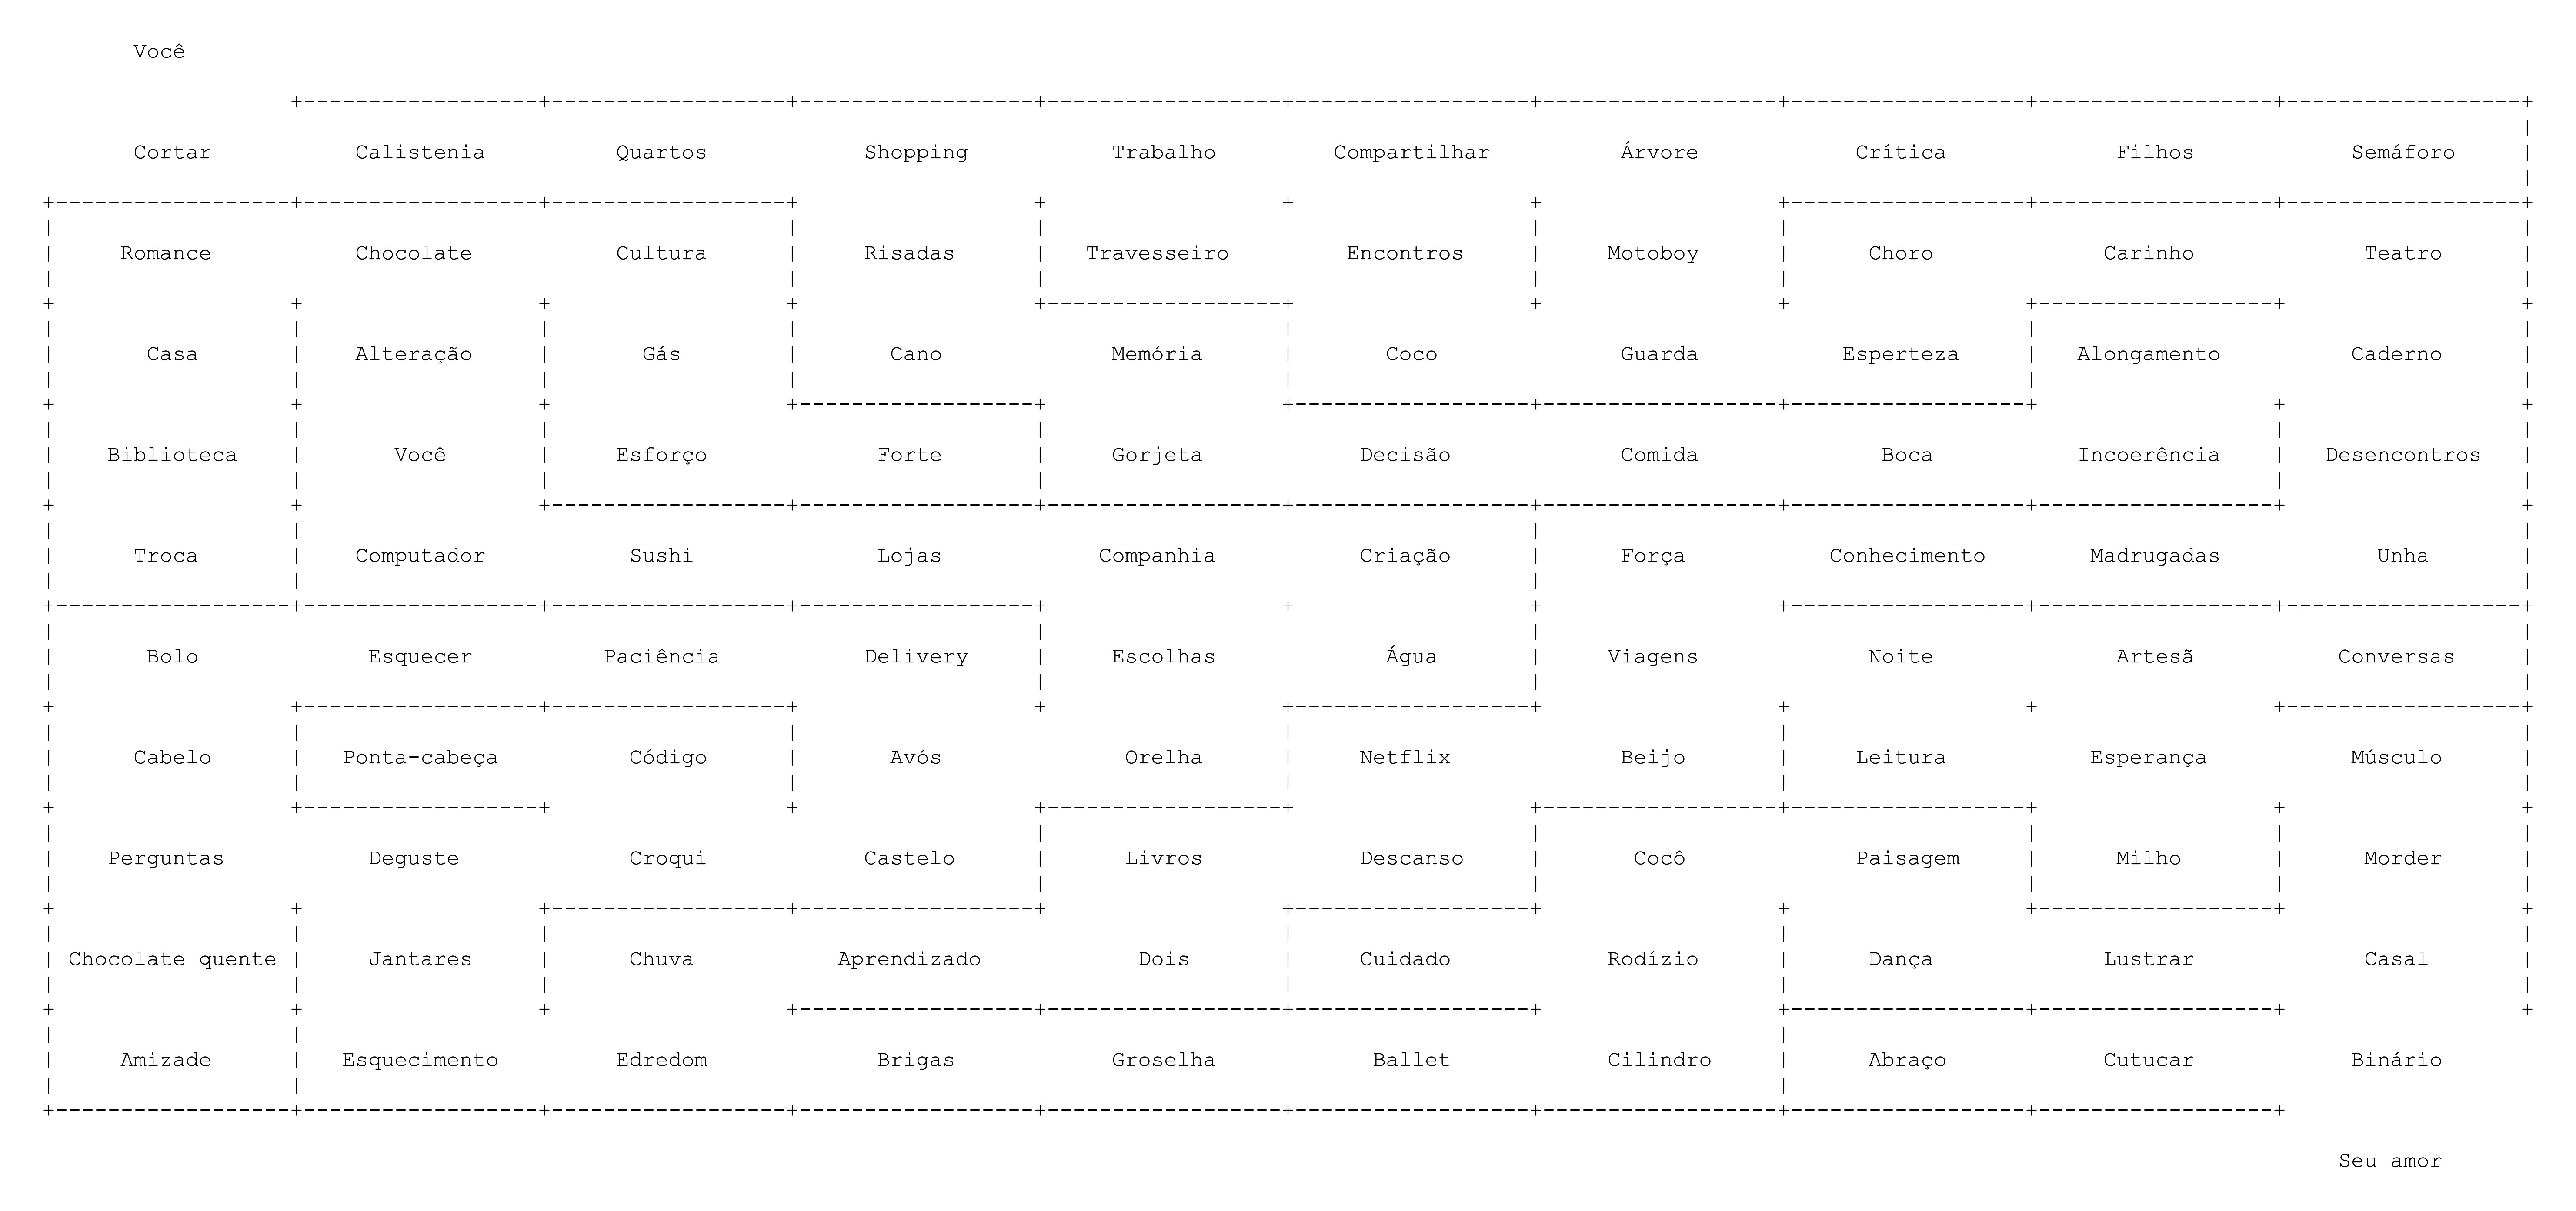 Você
Cortar Calistenia Quartos Shopping Trabalho Compartilhar Árvore Crítica Filhos Semáforo
Romance Chocolate Cultura Risadas Travesseiro Encontros Motoboy Choro Carinho Teatro
Casa Alteração Gás Cano Memória Coco Guarda Esperteza Alongamento Caderno
Biblioteca Você Esforço Forte Gorjeta Decisão Comida Boca Incoerência Desencontros
Troca Computador Sushi Lojas Companhia Criação Força Conhecimento Madrugadas Unha
Bolo Esquecer Paciência Delivery Escolhas Água Viagens Noite Artesã Conversas
Cabelo Ponta-cabeça Código Avós Orelha Netflix Beijo Leitura Esperança Músculo
Perguntas Deguste Croqui Castelo Livros Descanso Cocô Paisagem Milho Morder
Chocolate quente Jantares Chuva Aprendizado Dois Cuidado Rodízio Dança Lustrar Casal
Amizade Esquecimento Edredom Brigas Groselha Ballet Cilindro Abraço Cutucar Binário
Seu amor